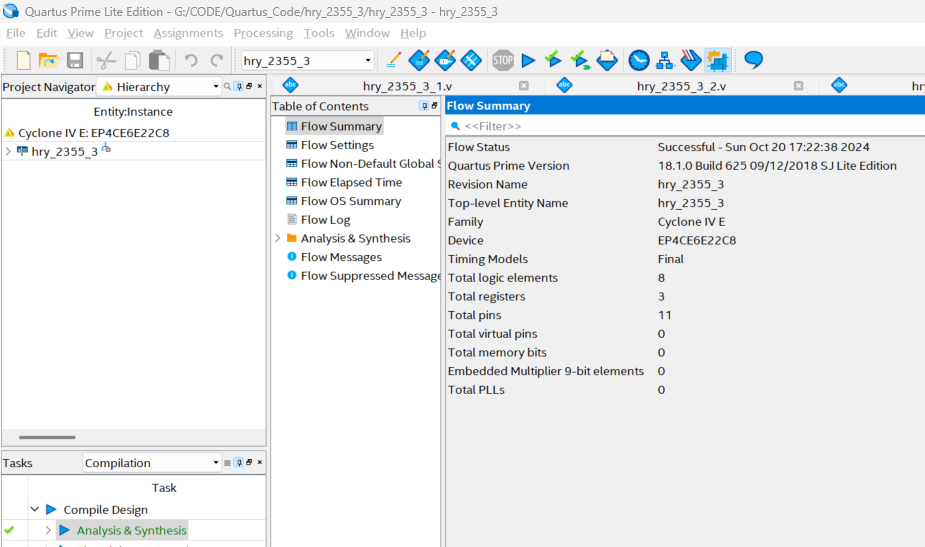 Quartus Prime Lite Edition - G:/CODE/Quartus_Code/hry_2355_3/hry_2355_3 - hry_2355_3
File Edit View Project Assignments Processing Tools Window Help
hry_2355_3
STOP
Project Navigator Hierarchy
Entity:Instance
Cyclone IV E: EP4CE6E22C8
hry_2355_3
Tasks Compilation
Task
Compile Design
Analysis & Synthesis
abc hry_2355_3_1.v abc hry_2355_3_2.v abc hr
Table of Contents
Flow Summary
Flow Settings
Flow Non-Default Global S
Flow Elapsed Time
Flow OS Summary
Flow Log
Analysis & Synthesis
Flow Messages
Flow Suppressed Message
Flow Summary
<<Filter>>
Flow Status Successful - Sun Oct 20 17:22:38 2024
Quartus Prime Version 18.1.0 Build 625 09/12/2018 SJ Lite Edition
Revision Name hry_2355_3
Top-level Entity Name hry_2355_3
Family Cyclone IV E
Device EP4CE6E22C8
Timing Models Final
Total logic elements 8
Total registers 3
Total pins 11
Total virtual pins 0
Total memory bits 0
Embedded Multiplier 9-bit elements 0
Total PLLs 0